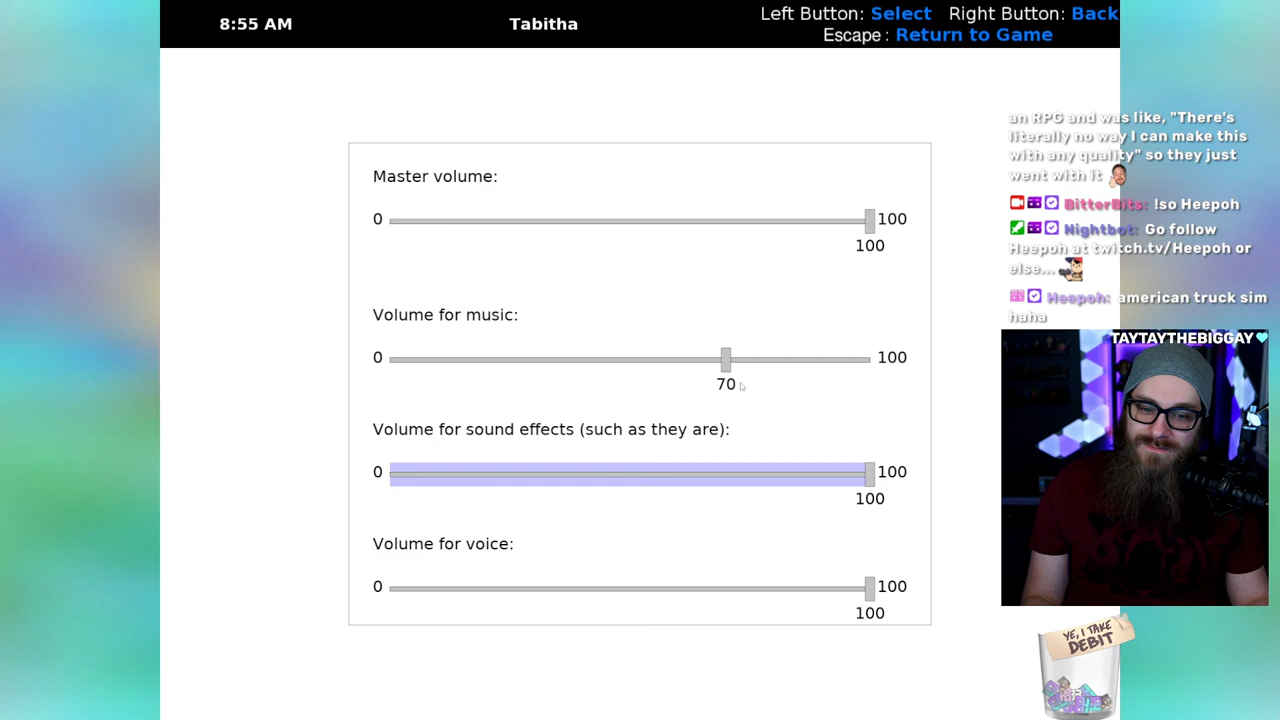 8:55 AM
Tabitha
Left Button: Select Right Button: Back
Escape : Return to Game
Master volume:
0
100
100
Volume for music:
0
100
70
Volume for sound effects (such as they are):
0
100
100
Volume for voice:
0
100
100
an RPG and was like, "There's
literally no way I can make this
with any quality" so they just
went with it
BitterBits: !so Heepoh
Nightbot: Go follow
Heepoh at twitch.tv/Heepoh or
else...
Heepoh: american truck sim
haha
TAYTAYTHEBIGGAY
YE, I TAKE
DEBIT